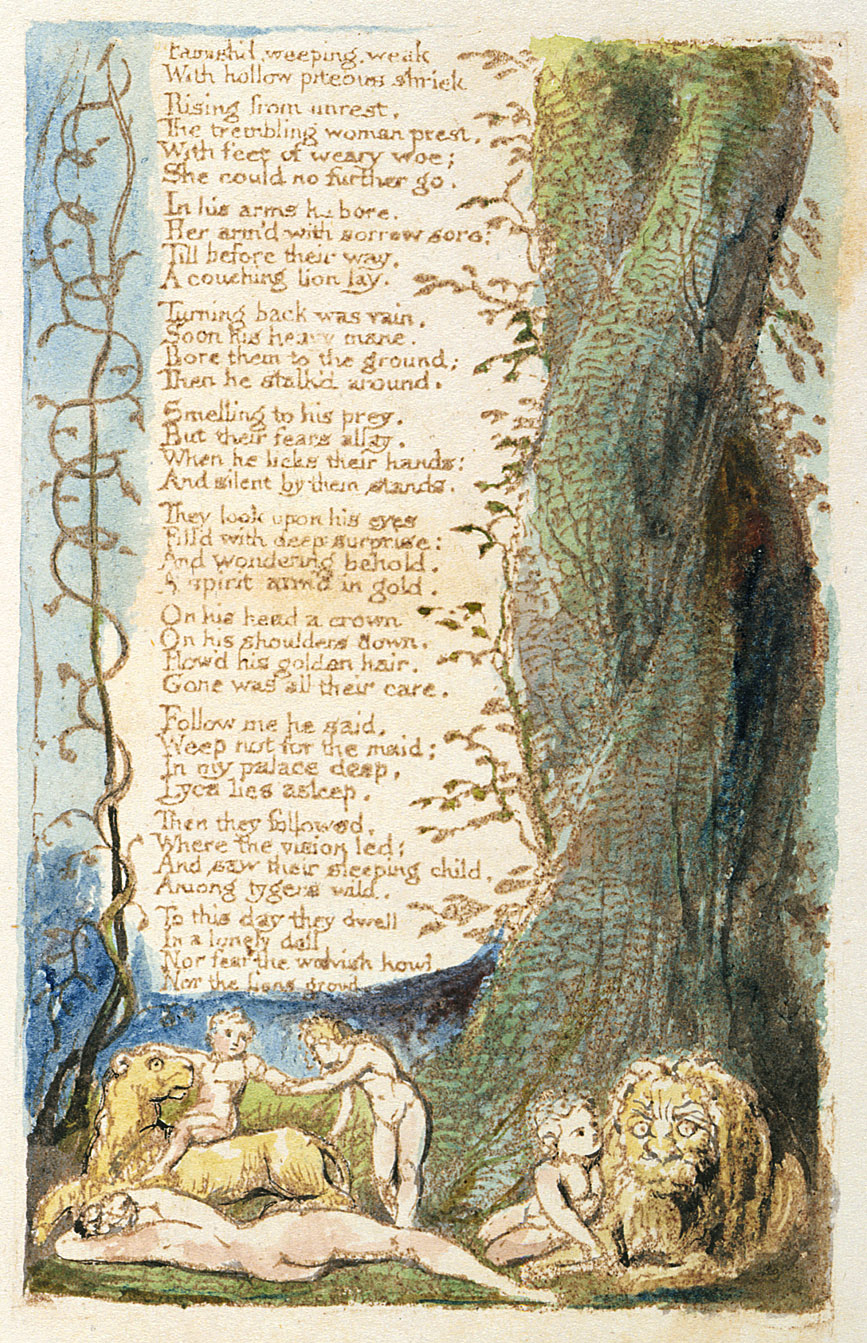 Famish'd, weeping, weak
With hollow piteous shriek
Rising from unrest,
The trembling woman prest,
With feet of weary woe;
She could no further go.
In his arms he bore,
Her arm'd with sorrow sore;
Till before their way,
A couching lion lay.
Turning back was vain,
Soon his heavy mane,
Bore them to the ground;
Then he stalk'd around,
Smelling to his prey,
But their fears allay,
When he licks their hands:
And silent by them stands.
They look upon his eyes
Fill'd with deep surprise:
And wondering behold,
A spirit arm'd in gold.
On his head a crown
On his shoulders down,
Flow'd his golden hair.
Gone was all their care.
Follow me he said,
Weep not for the maid;
In my palace deep,
Lyca lies asleep.
Then they followed,
Where the vision led;
And saw their sleeping child,
Among tygers wild.
To this day they dwell
In a lonely dell
Nor fear the wolvish howl
Nor the lions growl